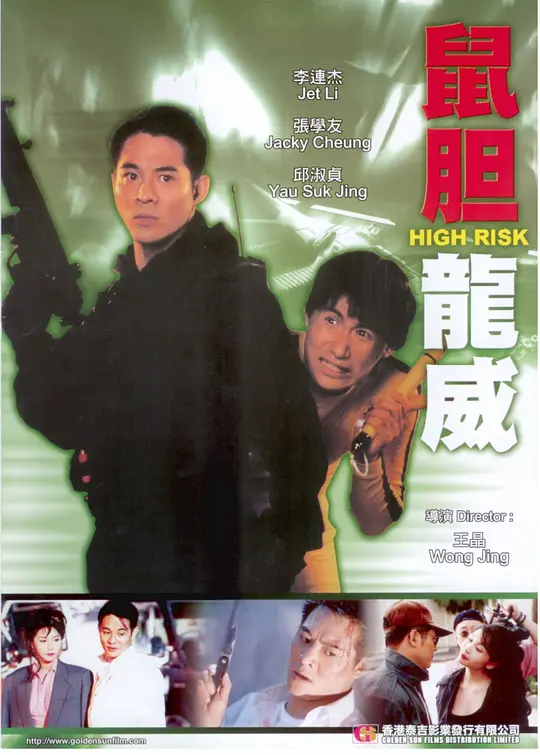 李連杰
Jet Li
張學友
Jacky Cheung
邱淑貞
Yau Suk Jing
鼠胆
HIGH RISK
龍威
導演 Director :
王晶
Wong Jing
http://www.goldensunfilm.com
香港泰吉影業發行有限公司
GOLDEN SUN FILMS DISTRIBUTION LIMITED